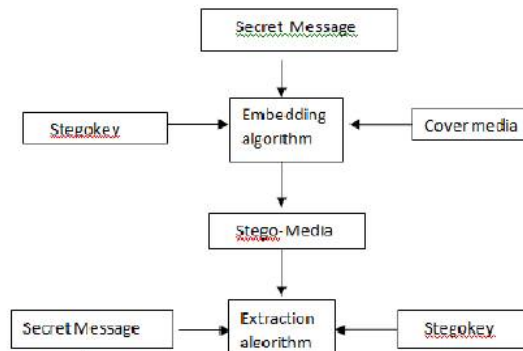 Secret Message
Stegokey
Embedding
algorithm
Cover media
Stego-Media
Secret Message
Extraction
algorithm
Stegokey